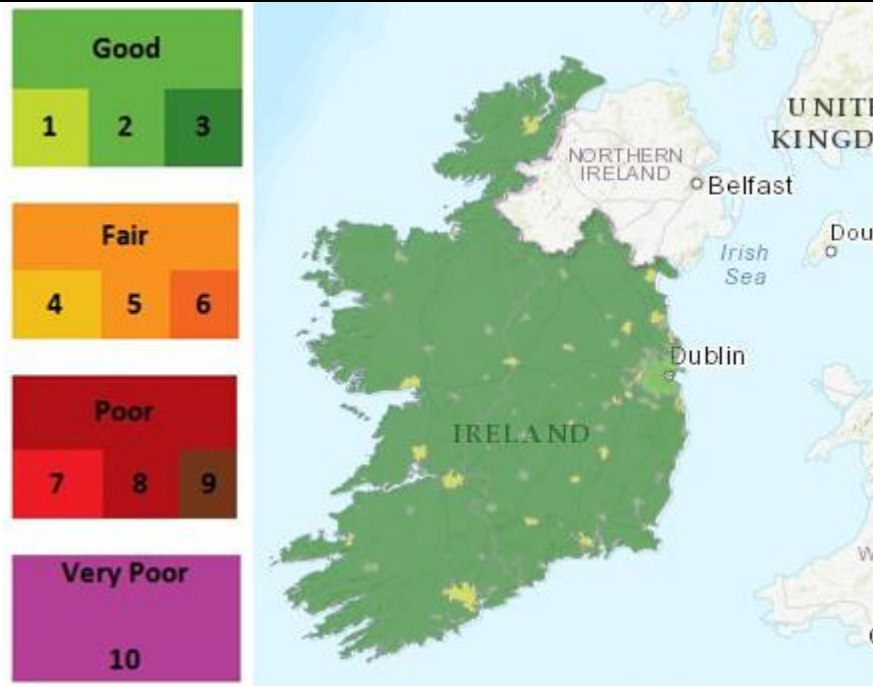 Good
1 2 3
Fair
4 5 6
Poor
7 8 9
Very Poor
10
UNITE
KINGD
NORTHERN
IRELAND
Belfast
Dou
Irish
Sea
Dublin
IRELAND
W